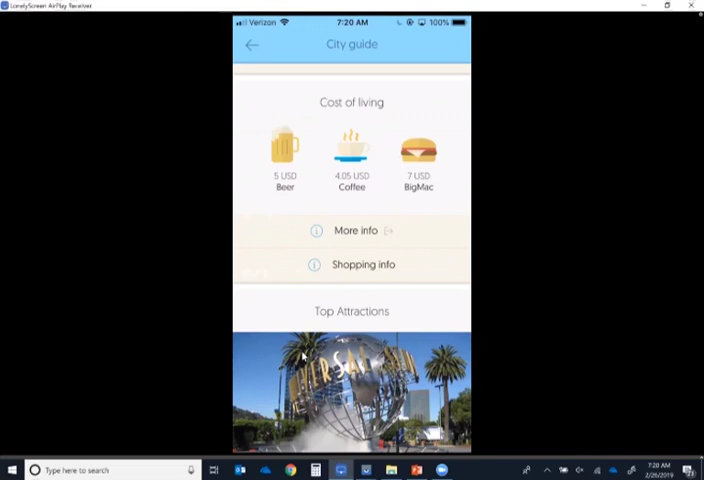 LonelyScreen AirPlay Receiver
Verizon 7:20 AM 100%
City guide
Cost of living
5 USD 4.05 USD 7 USD
Beer Coffee BigMac
More info
Shopping info
Top Attractions
UNIVERSAL
Type here to search
7:20 AM
2/26/2019